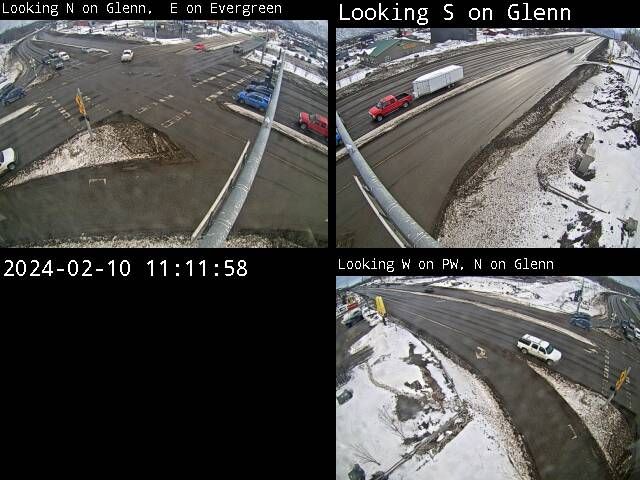 Looking N on Glenn,  E on Evergreen
Looking S on Glenn
2024-02-10 11:11:58
Looking W on PW, N on Glenn